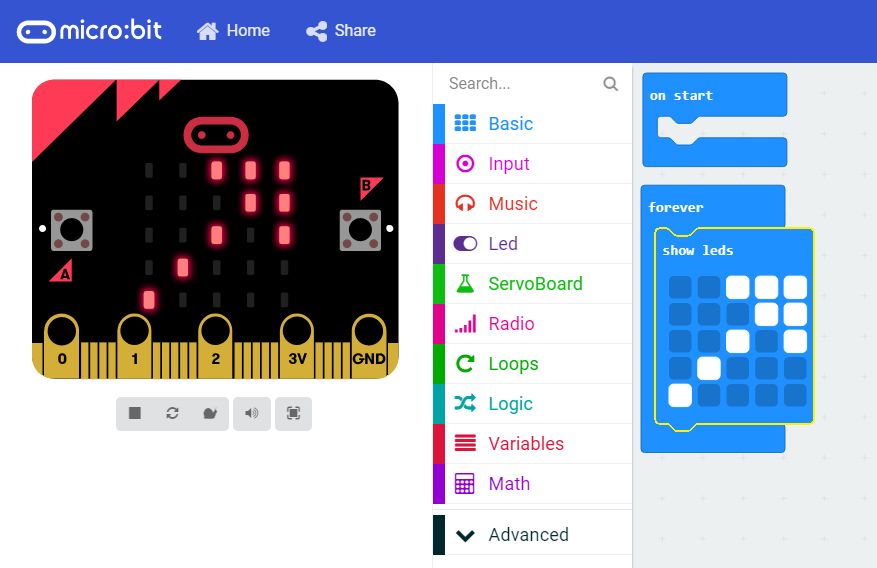 micro:bit
Home
Share
B
A
0 1 2 3V GND
Search...
Basic
Input
Music
Led
ServoBoard
Radio
Loops
Logic
Variables
Math
Advanced
on start
forever
show leds